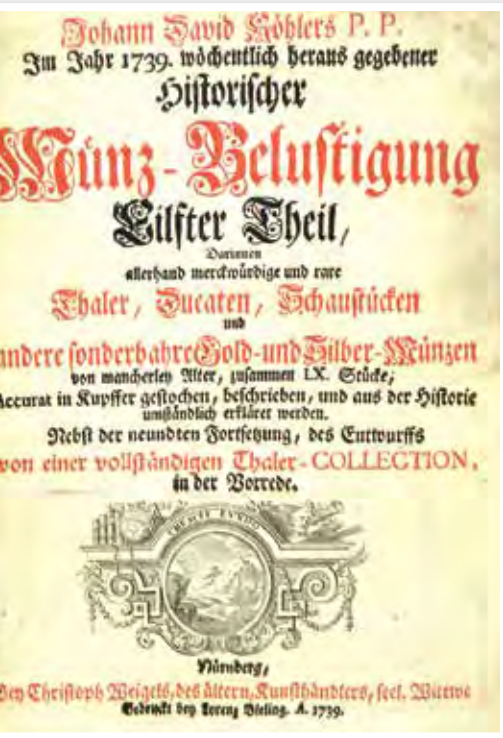 Johann David Köhlers P. P.
Im Jahr 1739. wöchentlich heraus gegebener
Historischer
Münz-Belustigung
Eilfter Theil,
Darinnen
allerhand merckwürdige und rare
Thaler, Ducaten, Schaustücken
und
andere sonderbahre Gold- und Silber-Münzen
von mancherley Alter, zusammen LX. Stücke,
Accurat in Kupffer gestochen, beschrieben, und aus der Historie
umständlich erkläret werden.
Nebst der neundten Fortsetzung, des Entwurffs
von einer vollständigen Thaler-COLLECTION,
in der Vorrede.
Nürnberg,
Bey Christoph Weigels, des ältern, Kunsthändlers, seel. Wittwe
Gedruckt bey Lorenz Bieling. A. 1739.